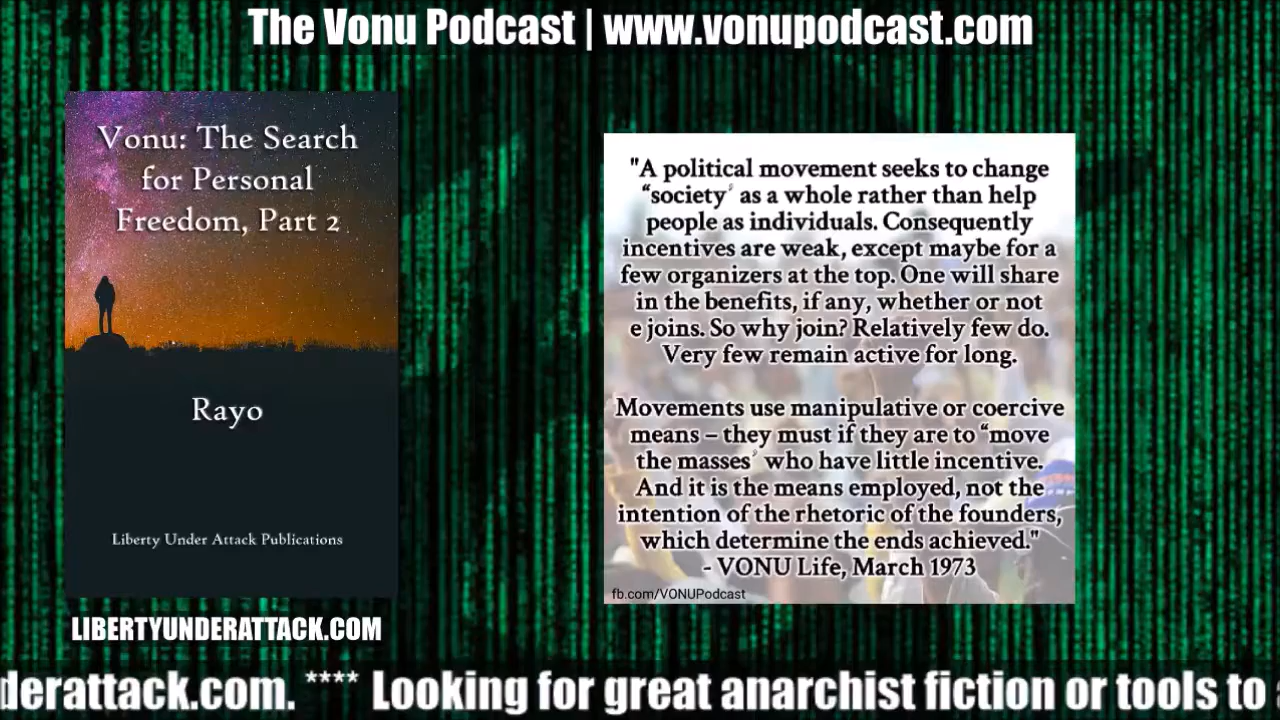 The Vonu Podcast | www.vonupodcast.com
Vonu: The Search
for Personal
Freedom, Part 2
Rayo
Liberty Under Attack Publications
LIBERTYUNDERATTACK.COM
"A political movement seeks to change
“society’ as a whole rather than help
people as individuals. Consequently
incentives are weak, except maybe for a
few organizers at the top. One will share
in the benefits, if any, whether or not
e joins. So why join? Relatively few do.
Very few remain active for long.
Movements use manipulative or coercive
means – they must if they are to “move
the masses’ who have little incentive.
And it is the means employed, not the
intention of the rhetoric of the founders,
which determine the ends achieved."
- VONU Life, March 1973
fb.com/VONUPodcast
derattack.com. **** Looking for great anarchist fiction or tools to